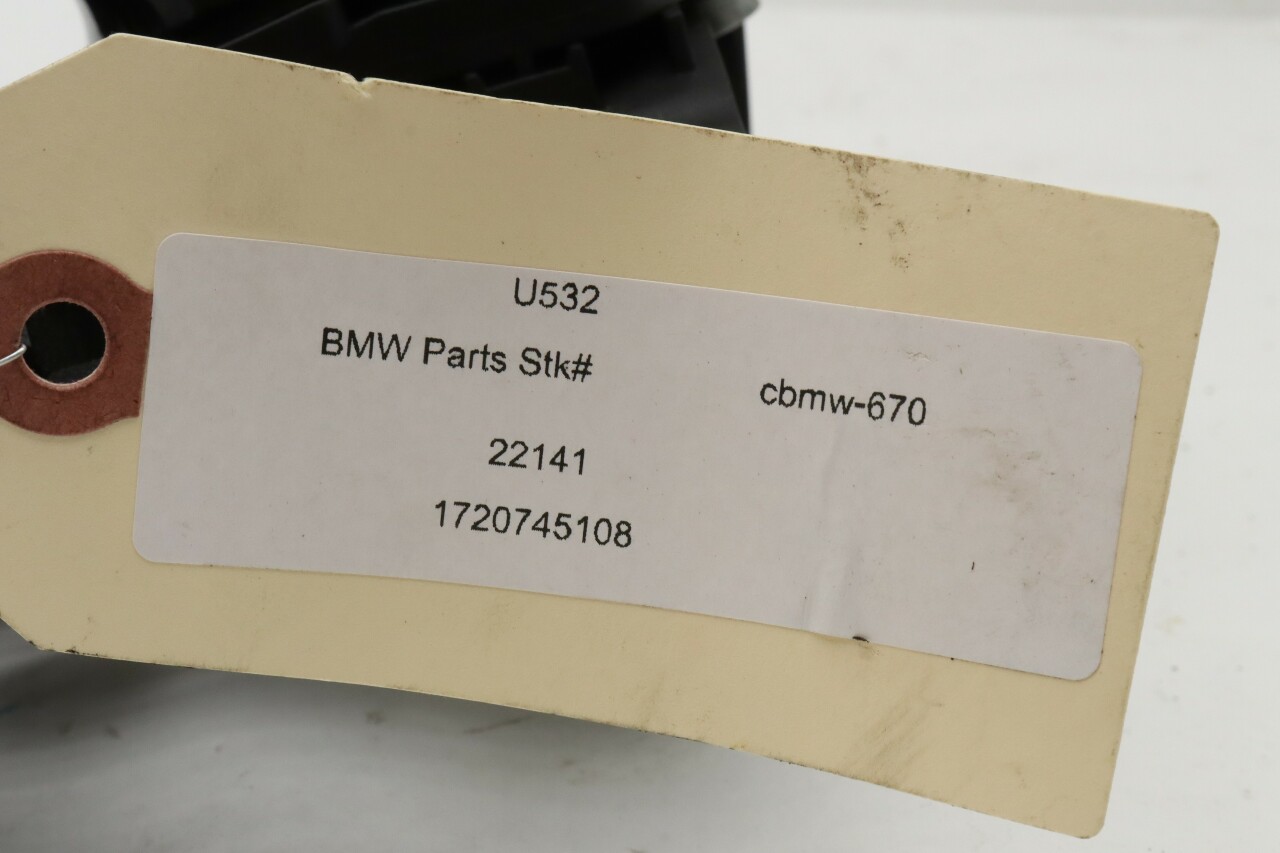 U532
BMW Parts Stk#
cbmw-670
22141
1720745108